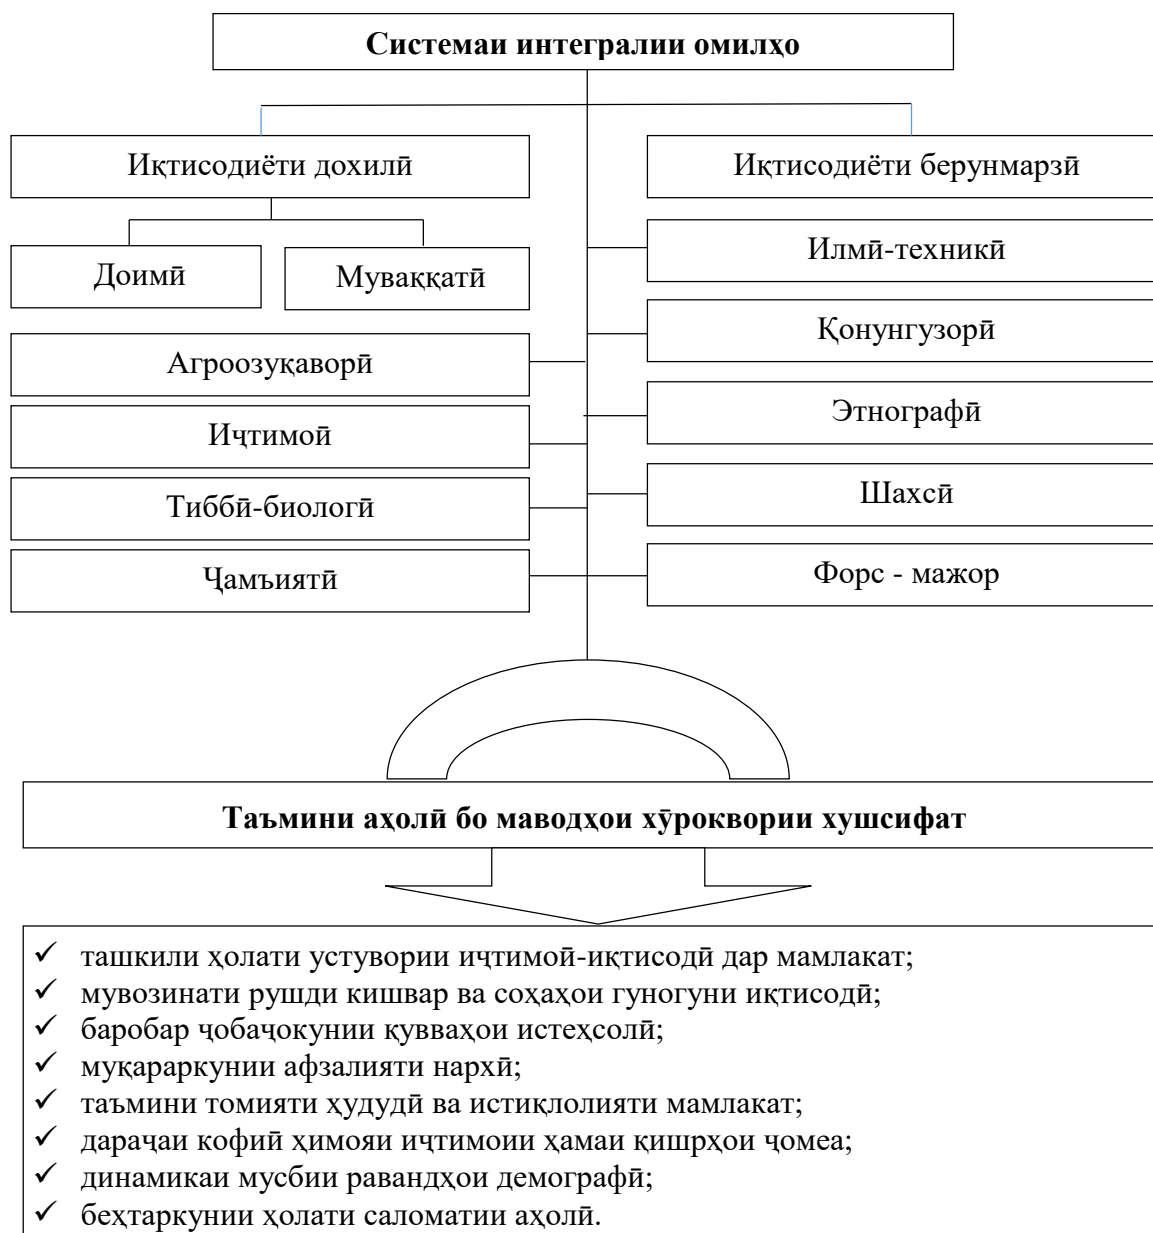 Системаи интегралии омилҳо
Иқтисодиёти дохилӣ
Иқтисодиёти берунмарзӣ
Доимӣ
Муваққатӣ
Илмӣ-техникӣ
Агроозуқаворӣ
Қонунгузорӣ
Иҷтимоӣ
Этнографӣ
Тиббӣ-биологӣ
Шахсӣ
Ҷамъиятӣ
Форс - мажор
Таъмини аҳолӣ бо маводҳои хӯроквории хушсифат
✓ ташкили ҳолати устувории иҷтимоӣ-иқтисодӣ дар мамлакат;
✓ мувозинати рушди кишвар ва соҳаҳои гуногуни иқтисодӣ;
✓ баробар ҷобаҷокунии қувваҳои истеҳсолӣ;
✓ муқараркунии афзалияти нархӣ;
✓ таъмини томияти ҳудудӣ ва истиқлолияти мамлакат;
✓ дараҷаи кофиӣ ҳимояи иҷтимоии ҳамаи қишрҳои ҷомеа;
✓ динамикаи мусбии равандҳои демографӣ;
✓ беҳтаркунии ҳолати саломатии аҳолӣ.